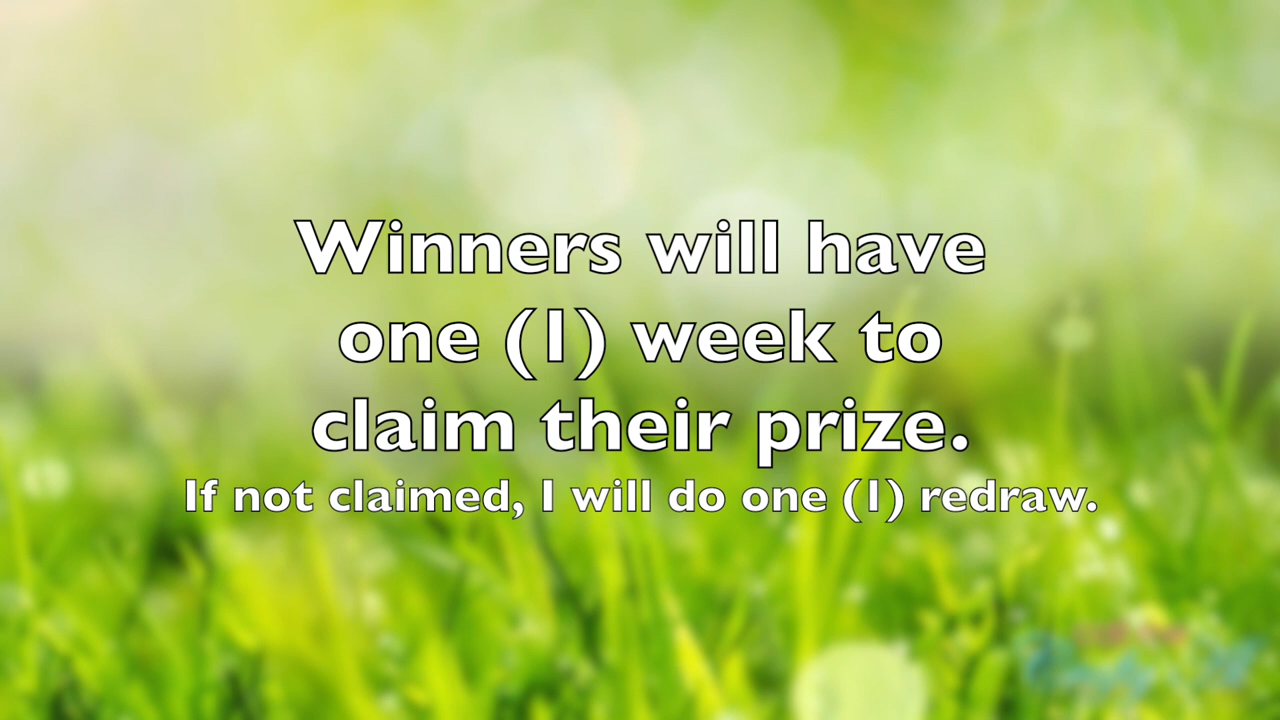 Winners will have
one (1) week to
claim their prize.
If not claimed, I will do one (1) redraw.